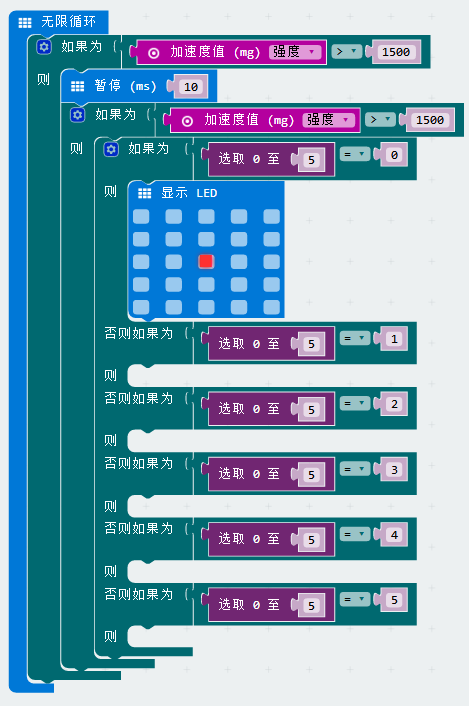 无限循环
如果为 加速度值 (mg) 强度 > 1500
则
暂停 (ms) 10
如果为 加速度值 (mg) 强度 > 1500
则 如果为 选取 0 至 5 = 0
则 显示 LED
否则如果为 选取 0 至 5 = 1
则
否则如果为 选取 0 至 5 = 2
则
否则如果为 选取 0 至 5 = 3
则
否则如果为 选取 0 至 5 = 4
则
否则如果为 选取 0 至 5 = 5
则